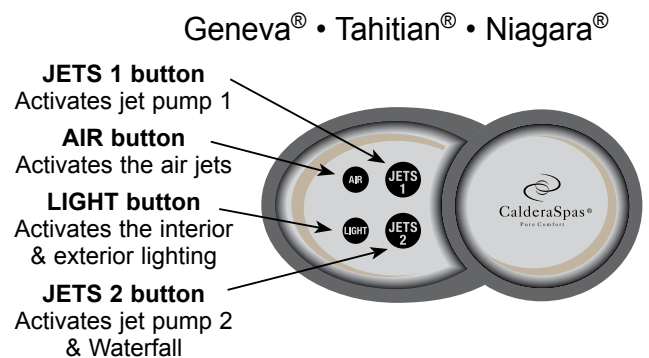 Geneva® • Tahitian® • Niagara®
JETS 1 button
Activates jet pump 1
AIR button
Activates the air jets
LIGHT button
Activates the interior
& exterior lighting
JETS 2 button
Activates jet pump 2
& Waterfall
AIR
JETS
1
LIGHT
JETS
2
CalderaSpas®
Pure Comfort